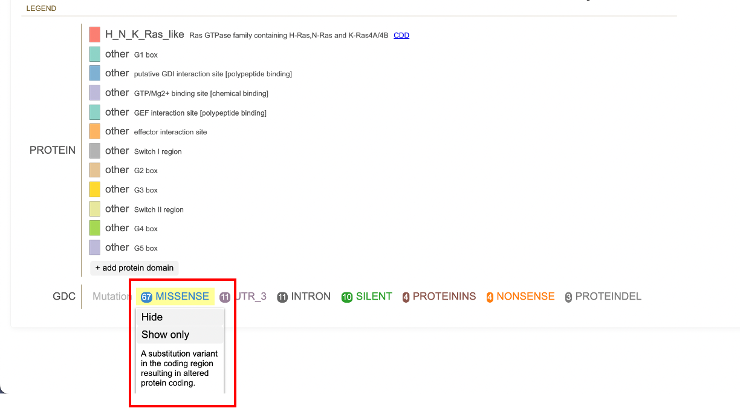 LEGEND
H_N_K_Ras_like Ras GTPase family containing H-Ras,N-Ras and K-Ras4A/4B CDD
other G1 box
other putative GDI interaction site [polypeptide binding]
other GTP/Mg2+ binding site [chemical binding]
other GEF interaction site [polypeptide binding]
other effector interaction site
PROTEIN other Switch I region
other G2 box
other G3 box
other Switch II region
other G4 box
other G5 box
+ add protein domain
GDC Mutation 67 MISSENSE 11 UTR_3 11 INTRON 10 SILENT 4 PROTEININS 4 NONSENSE 3 PROTEINDEL
Hide
Show only
A substitution variant
in the coding region
resulting in altered
protein coding.